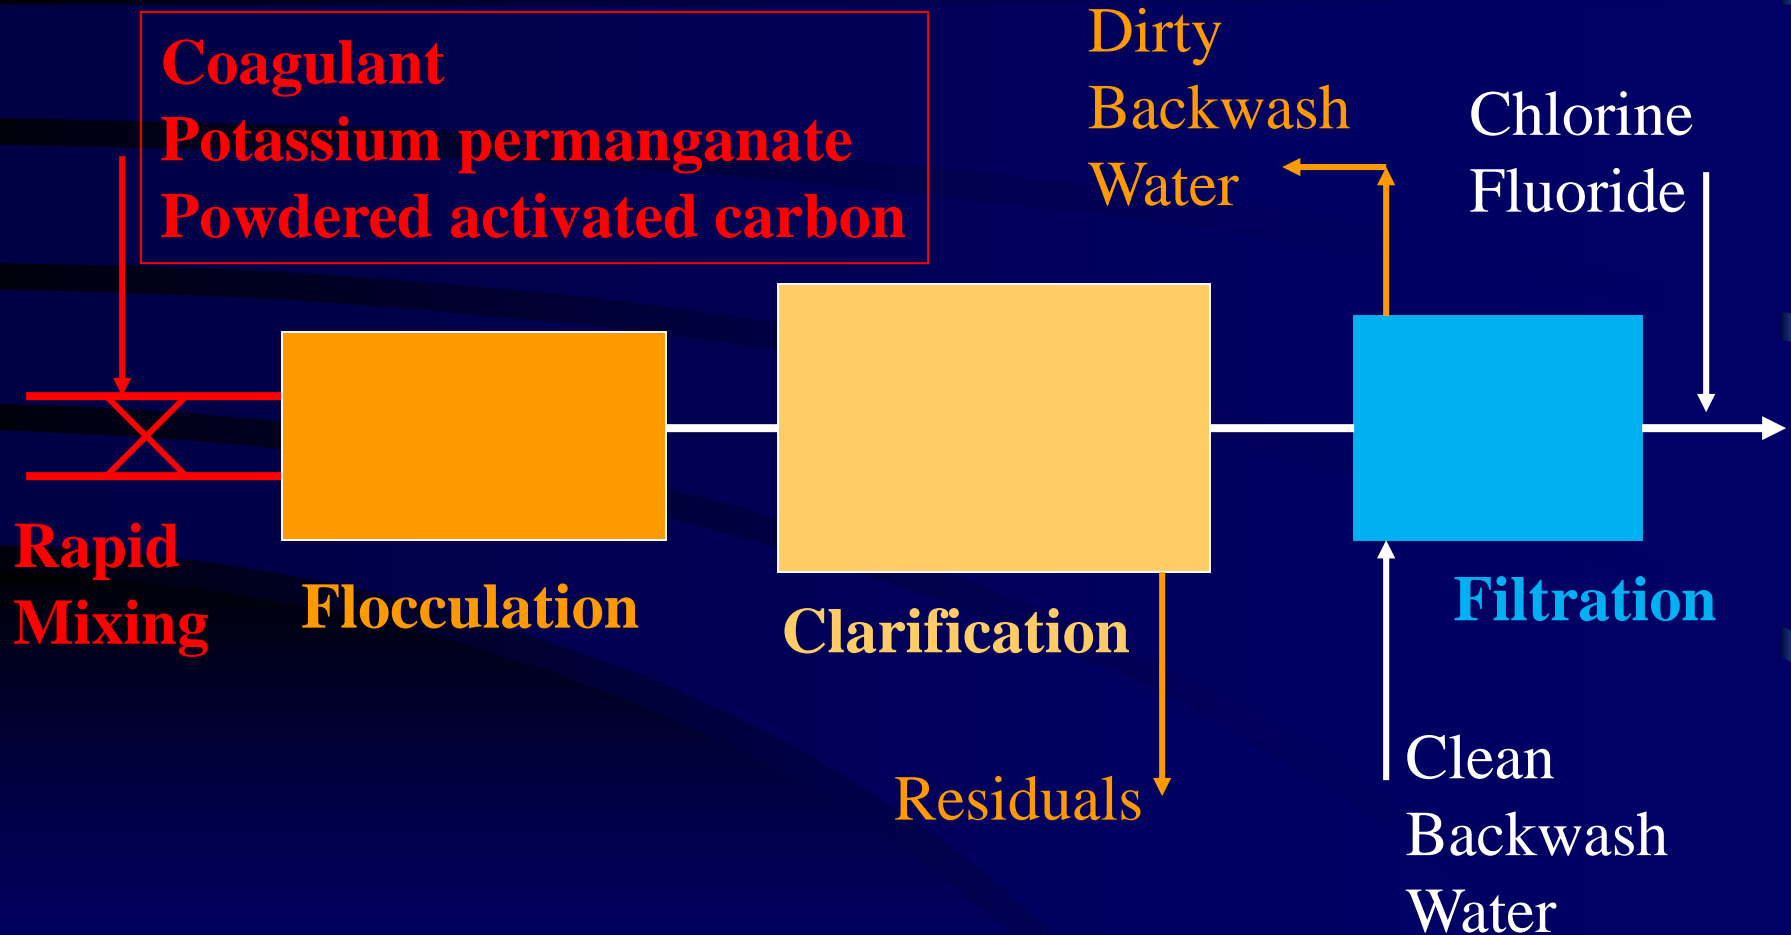 Coagulant
Potassium permanganate
Powdered activated carbon
Dirty
Backwash
Water
Chlorine
Fluoride
Rapid
Mixing
Flocculation
Clarification
Filtration
Residuals
Clean
Backwash
Water